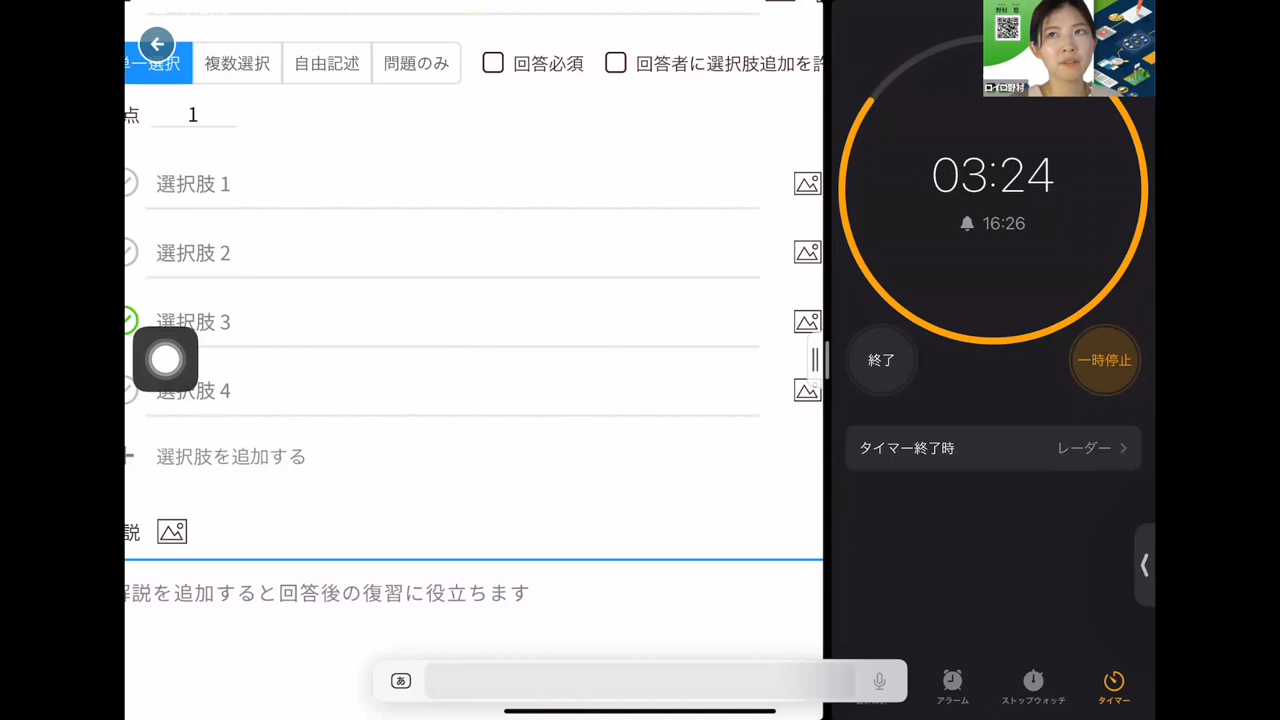 単一選択
複数選択
自由記述
問題のみ
回答必須
回答者に選択肢追加を許
点
1
選択肢 1
選択肢 2
選択肢 3
選択肢 4
選択肢を追加する
説
解説を追加すると回答後の復習に役立ちます
あ
野村 悠
ロイロ野村
03:24
16:26
終了
一時停止
タイマー終了時
レーダー
アラーム
ストップウォッチ
タイマー